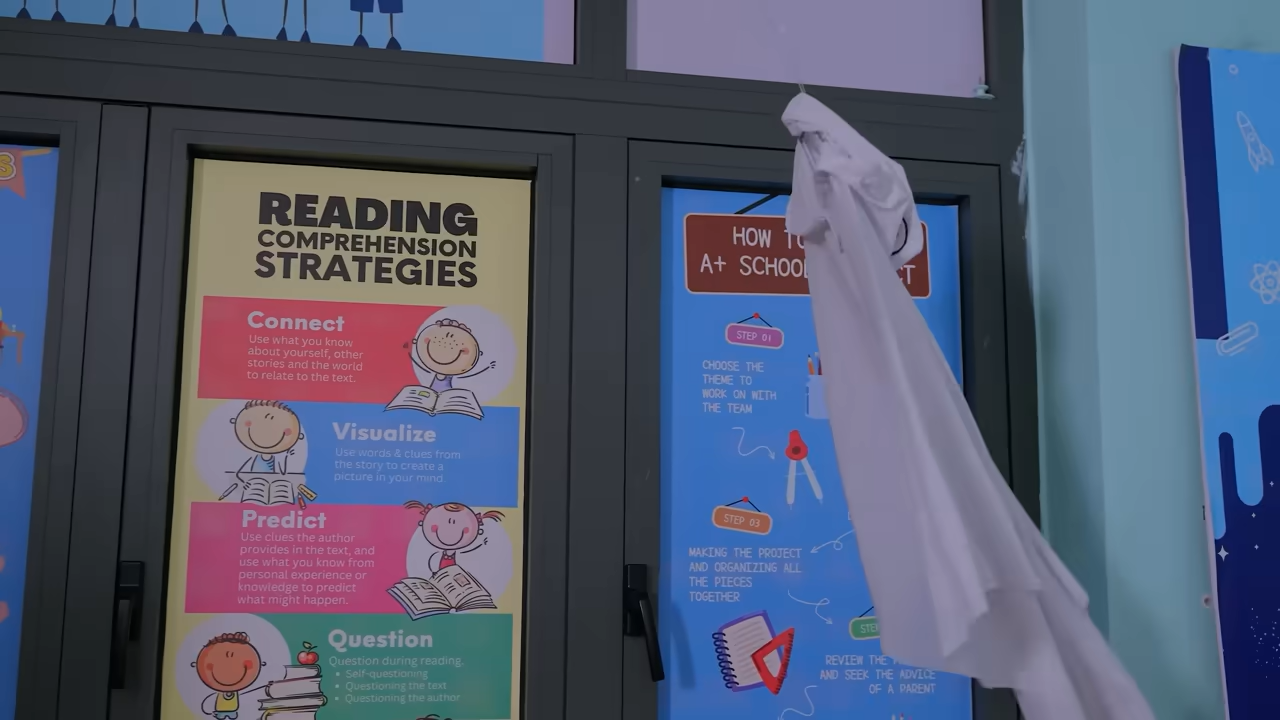 S
READING
COMPREHENSION
STRATEGIES
Connect
Use what you know
about yourself, other
stories and the world
to relate to the text.
Visualize
Use words & clues from
the story to create a
picture in your mind.
Predict
Use clues the author
provides in the text, and
use what you know from
personal experience or
knowledge to predict
what might happen.
Question
Question during reading.
• Self-questioning
• Questioning the text
• Questioning the author
HOW TO
A+ SCHOOL CT
STEP 01
CHOOSE THE
THEME TO
WORK ON WITH
THE TEAM
STEP 03
MAKING THE PROJECT
AND ORGANIZING ALL
THE PIECES
TOGETHER
STE
REVIEW THE
AND SEEK THE ADVICE
OF A PARENT